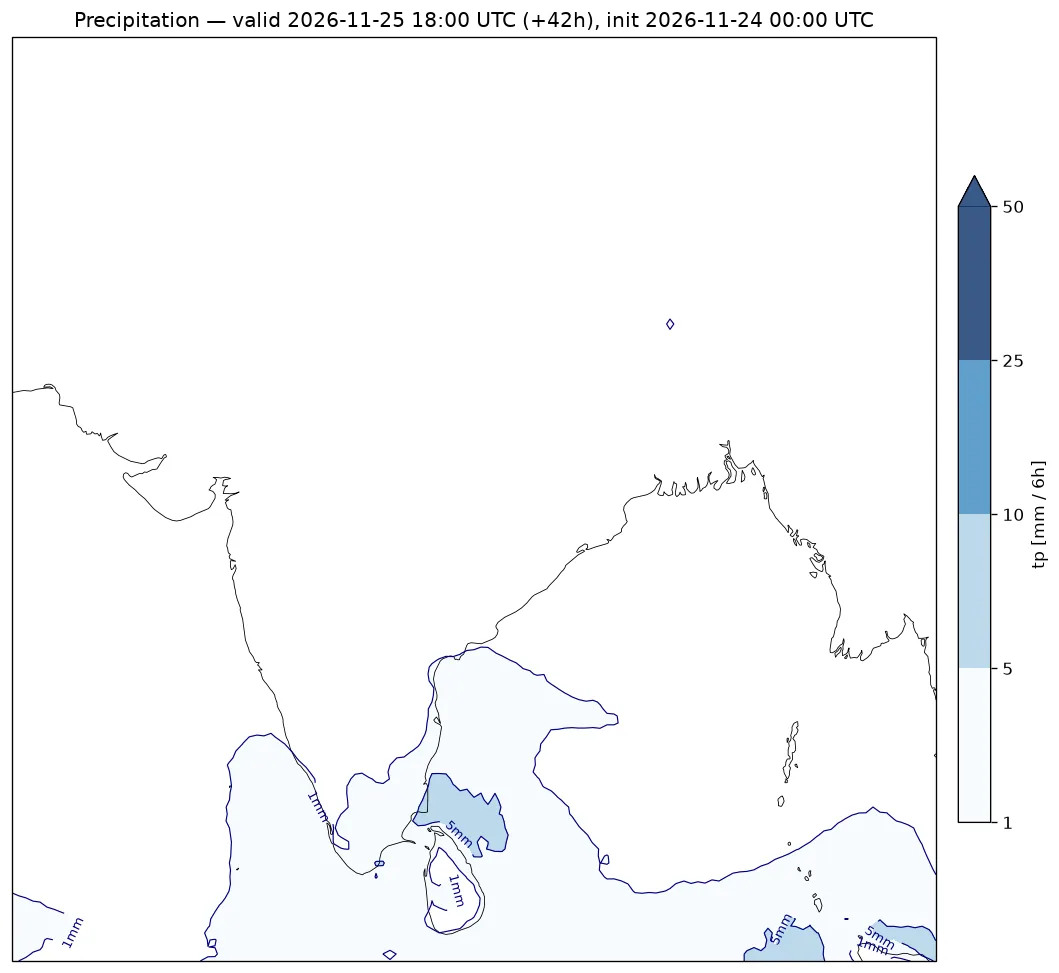 Precipitation — valid 2026-11-25 18:00 UTC (+42h), init 2026-11-24 00:00 UTC
50
25
10
5
1
tp [mm / 6h]
1mm
5mm
1mm
1mm
5mm
5mm
1mm